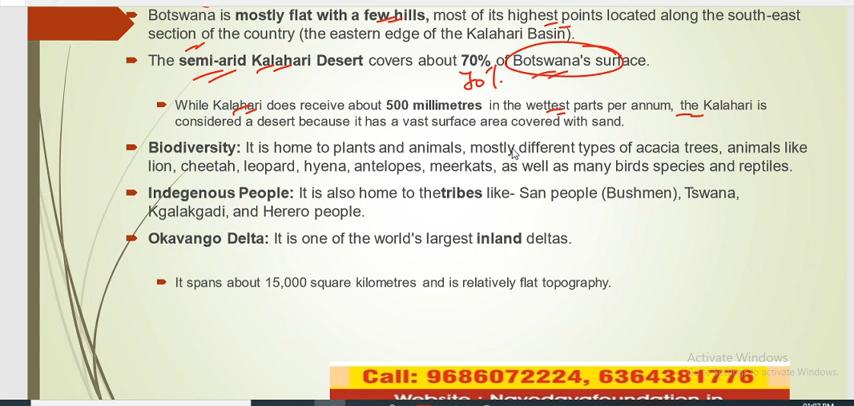 Botswana is mostly flat with a few hills, most of its highest points located along the south-east
section of the country (the eastern edge of the Kalahari Basin).
The semi-arid Kalahari Desert covers about 70% of Botswana's surface.
70%
While Kalahari does receive about 500 millimetres in the wettest parts per annum, the Kalahari is
considered a desert because it has a vast surface area covered with sand.
Biodiversity: It is home to plants and animals, mostly different types of acacia trees, animals like
lion, cheetah, leopard, hyena, antelopes, meerkats, as well as many birds species and reptiles.
Indegenous People: It is also home to thetribes like- San people (Bushmen), Tswana,
Kgalakgadi, and Herero people.
Okavango Delta: It is one of the world's largest inland deltas.
It spans about 15,000 square kilometres and is relatively flat topography.
Activate Windows
to activate Windows.
Call: 9686072224, 6364381776
Website : Navodayafoundation.in